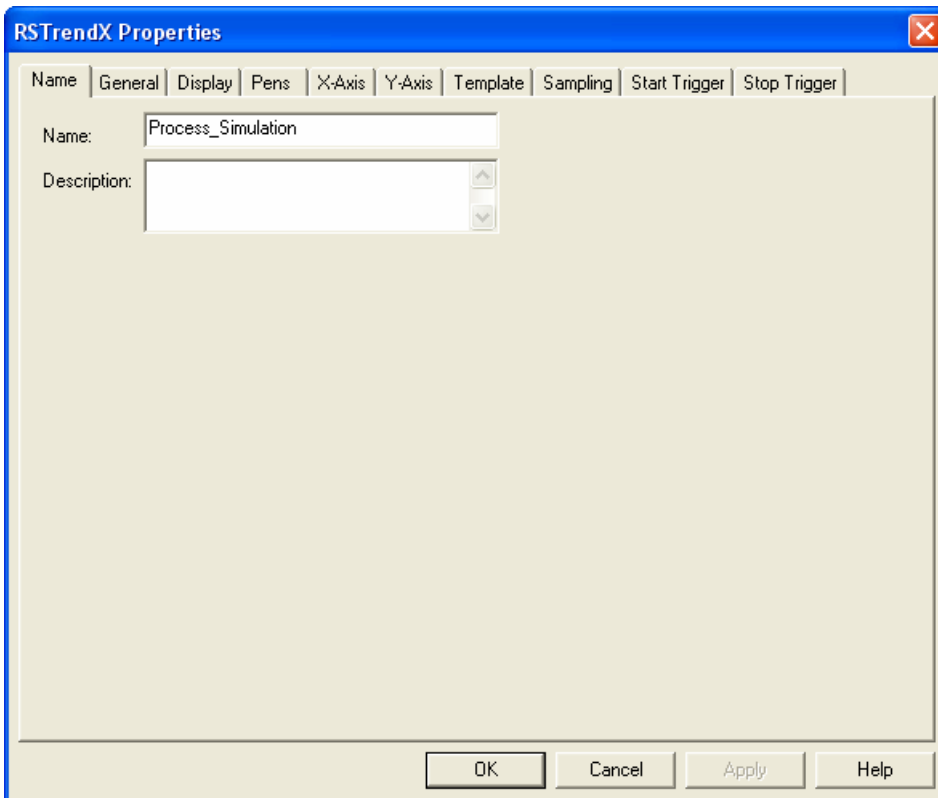 RSTrendX Properties
Name General Display Pens X-Axis Y-Axis Template Sampling Start Trigger Stop Trigger
Name: Process_Simulation
Description:
OK Cancel Apply Help